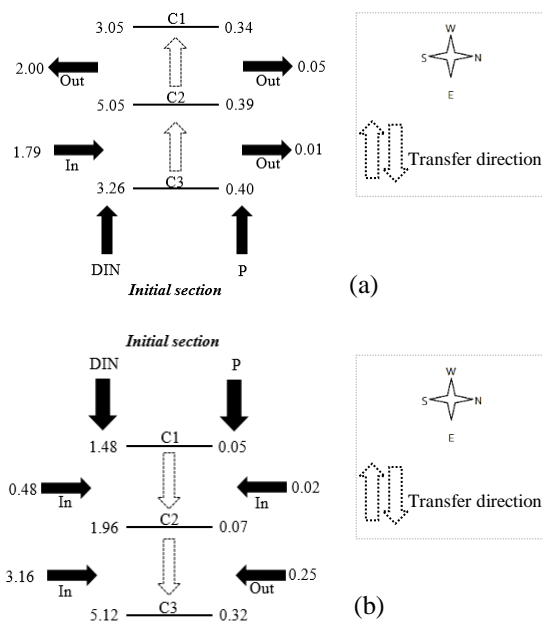 3.05 C1 0.34
2.00 Out Out 0.05
5.05 C2 0.39
1.79 In Out 0.01
3.26 C3 0.40
DIN P
Initial section
(a)
W
S N
E
Transfer direction
Initial section
DIN P
1.48 C1 0.05
0.48 In In 0.02
1.96 C2 0.07
3.16 In Out 0.25
5.12 C3 0.32
(b)
W
S N
E
Transfer direction